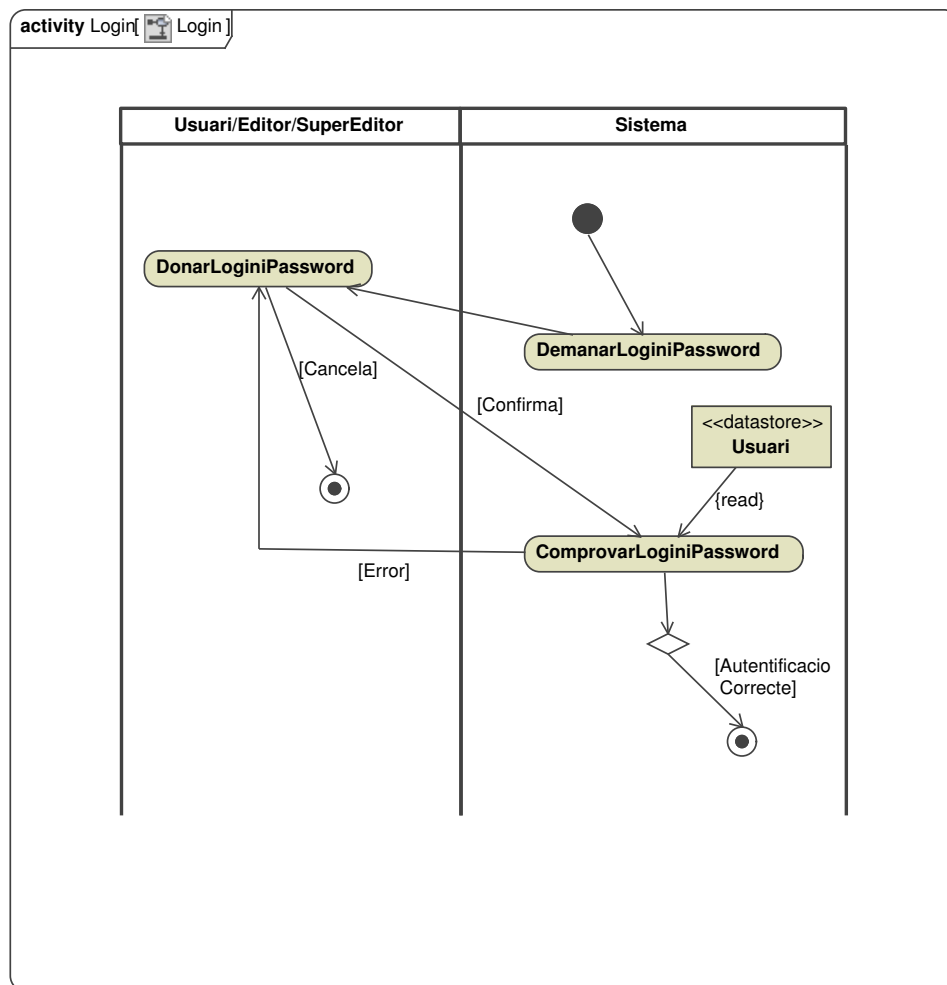 activity Login[ Login ]
Usuari/Editor/SuperEditor
Sistema
DonarLoginiPassword
DemanarLoginiPassword
[Cancela]
[Confirma]
<<datastore>>
Usuari
{read}
ComprovarLoginiPassword
[Error]
[Autentificacio
Correcte]